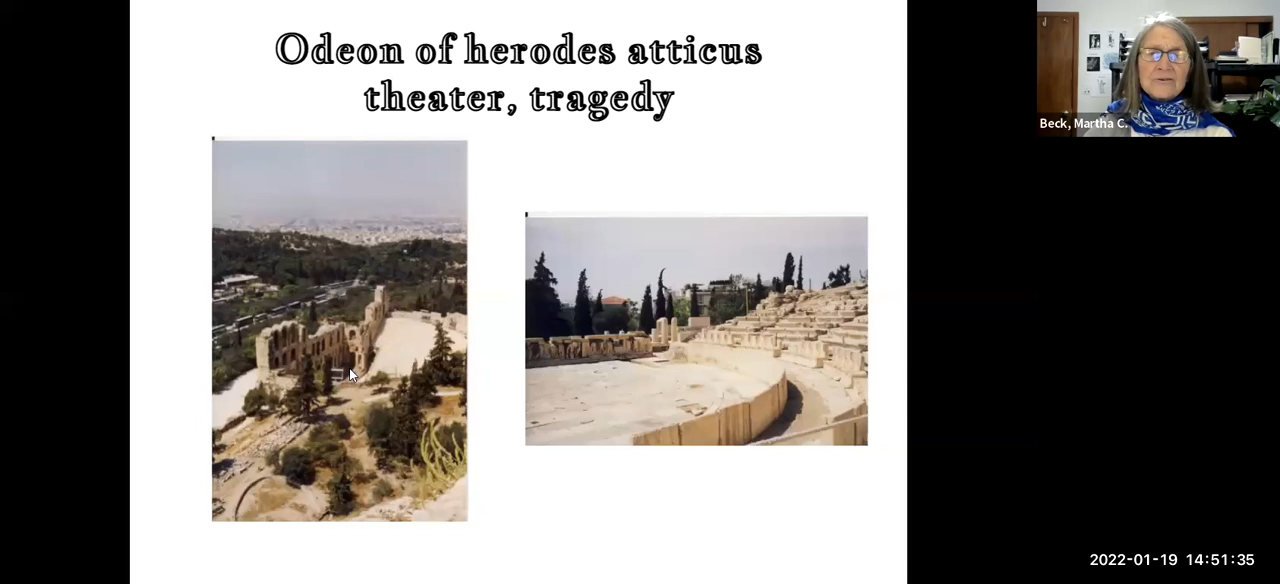 Odeon of herodes atticus
theater, tragedy
Beck, Martha C.
2022-01-19 14:51:35